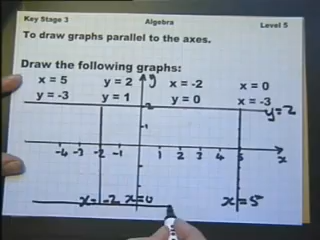 Key Stage 3 Algebra Level 5
To draw graphs parallel to the axes.
Draw the following graphs:
x = 5 y = 2 x = -2 x = 0
y = -3 y = 1 y = 0 x = -3
y
2 y=2
1
-4 -3 -2 -1 1 2 3 4 5 x
x=-2 x=0 x=5